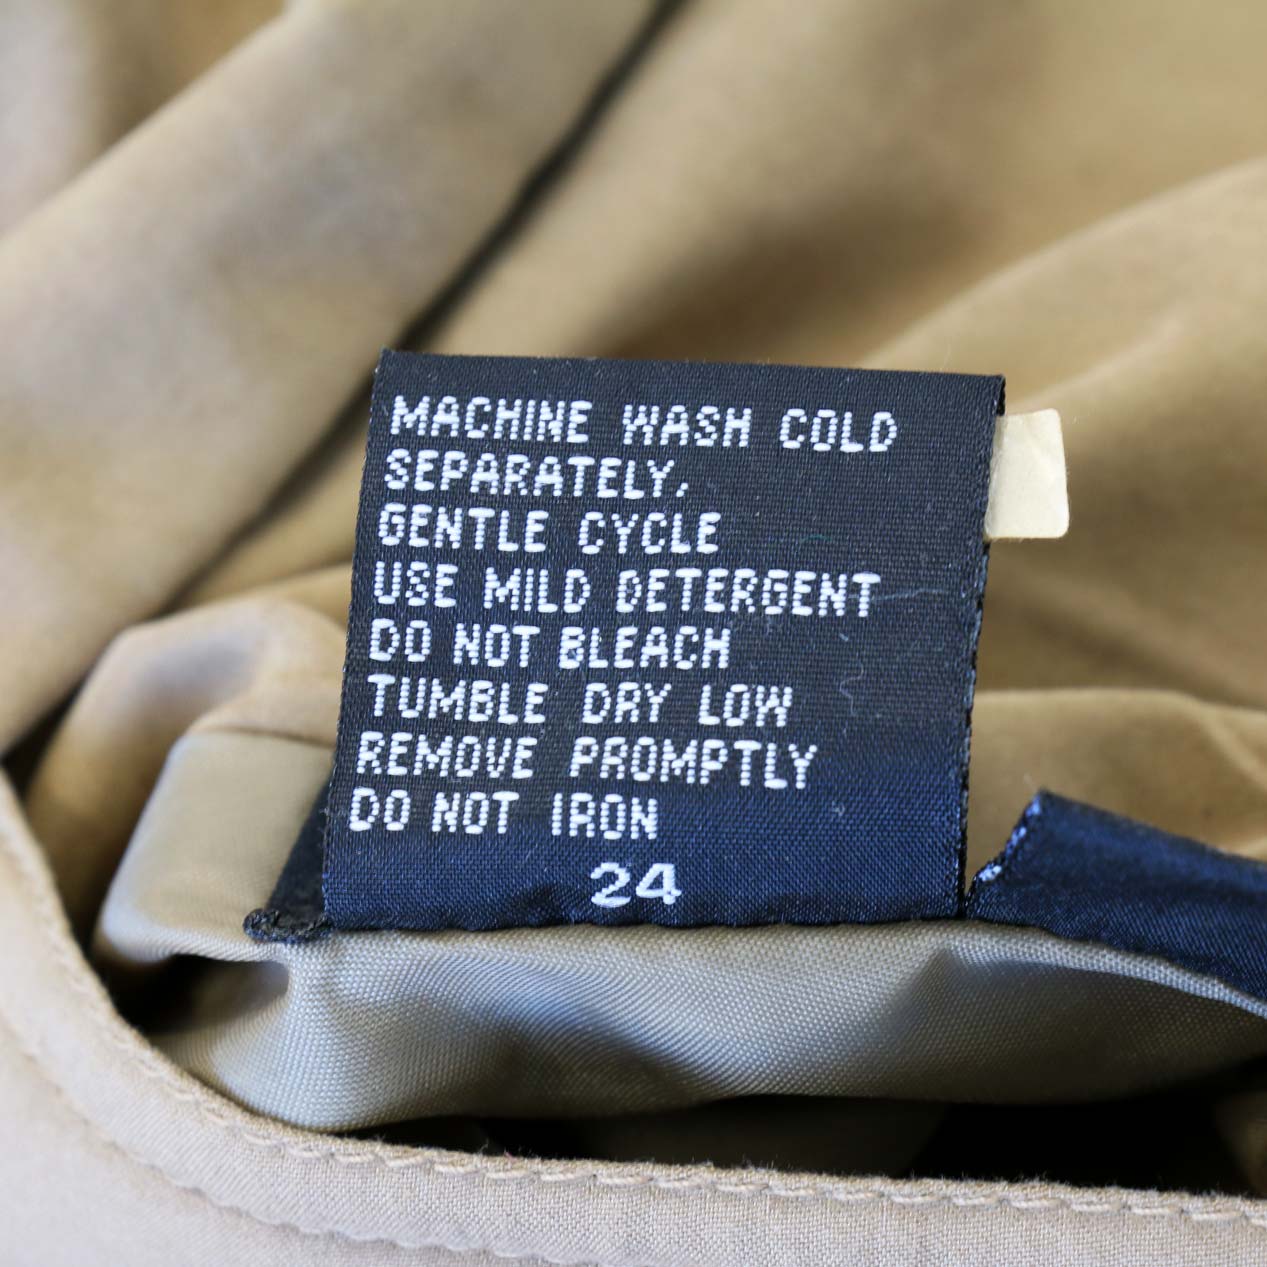 MACHINE WASH COLD
SEPARATELY,
GENTLE CYCLE
USE MILD DETERGENT
DO NOT BLEACH
TUMBLE DRY LOW
REMOVE PROMPTLY
DO NOT IRON
24